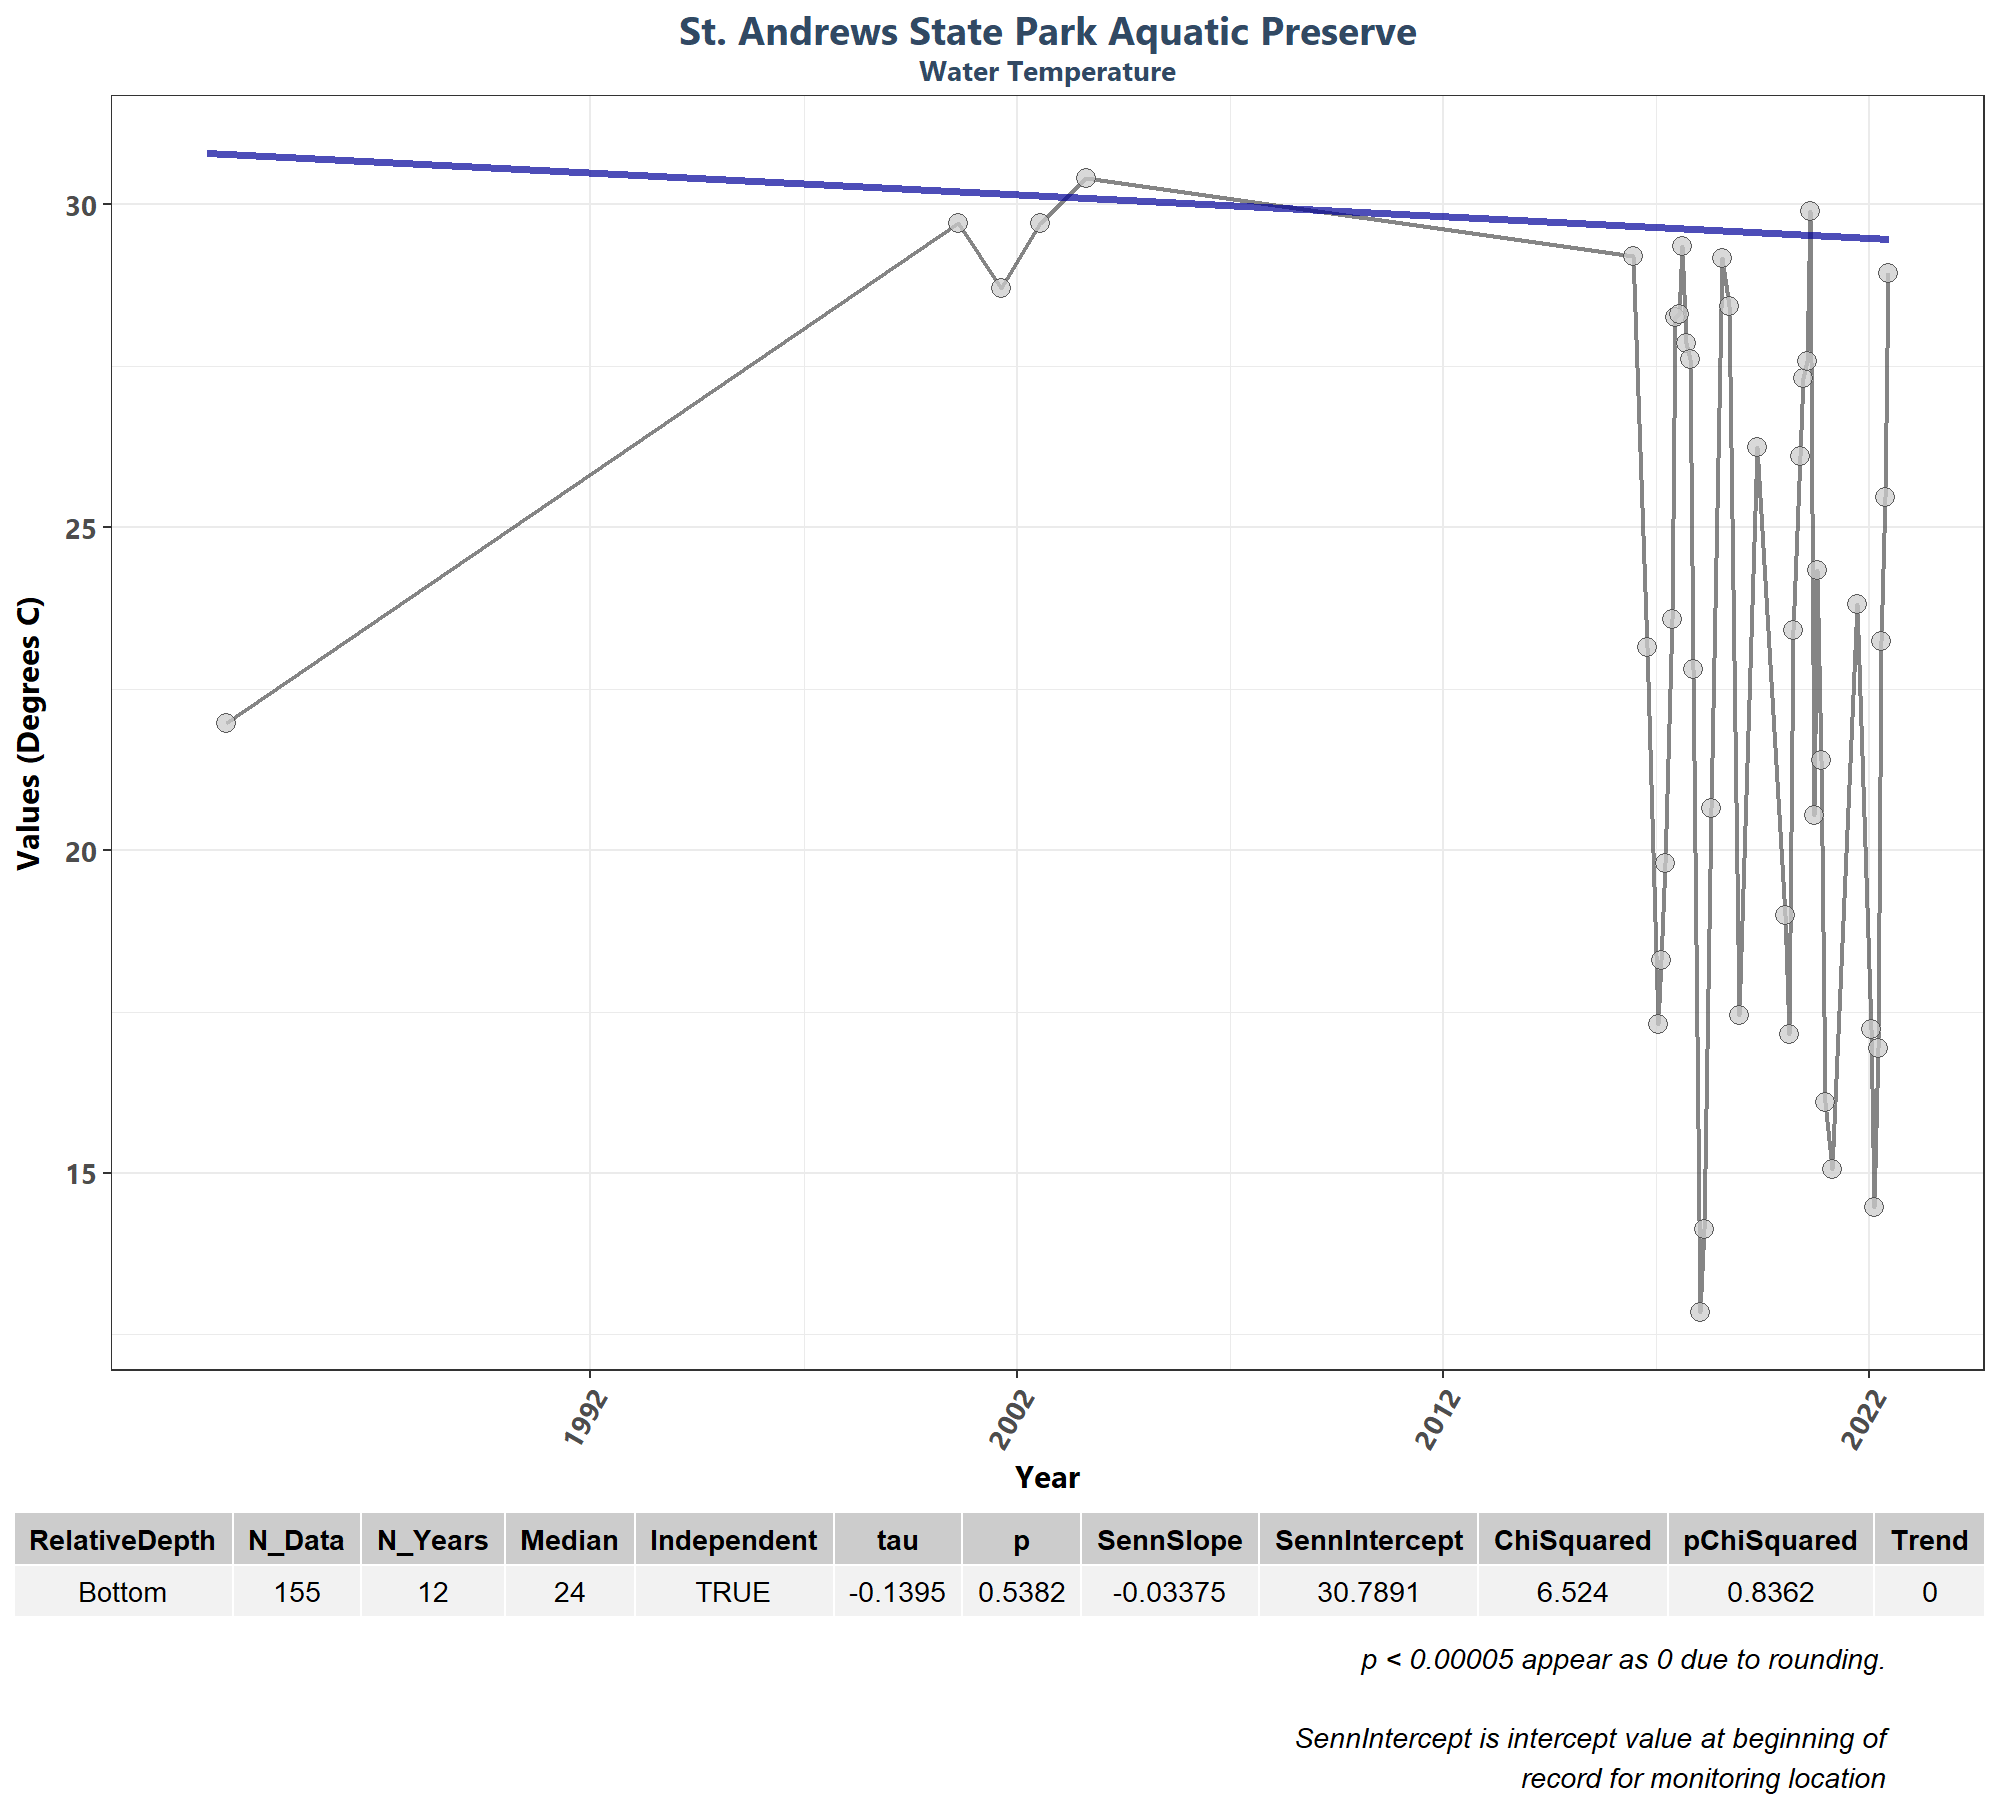 St. Andrews State Park Aquatic Preserve
Water Temperature
Values (Degrees C)
30
25
20
15
1992
2002
2012
2022
Year
RelativeDepth N_Data N_Years Median Independent tau p SennSlope SennIntercept ChiSquared pChiSquared Trend
Bottom 155 12 24 TRUE -0.1395 0.5382 -0.03375 30.7891 6.524 0.8362 0
p < 0.00005 appear as 0 due to rounding.
SennIntercept is intercept value at beginning of
record for monitoring location